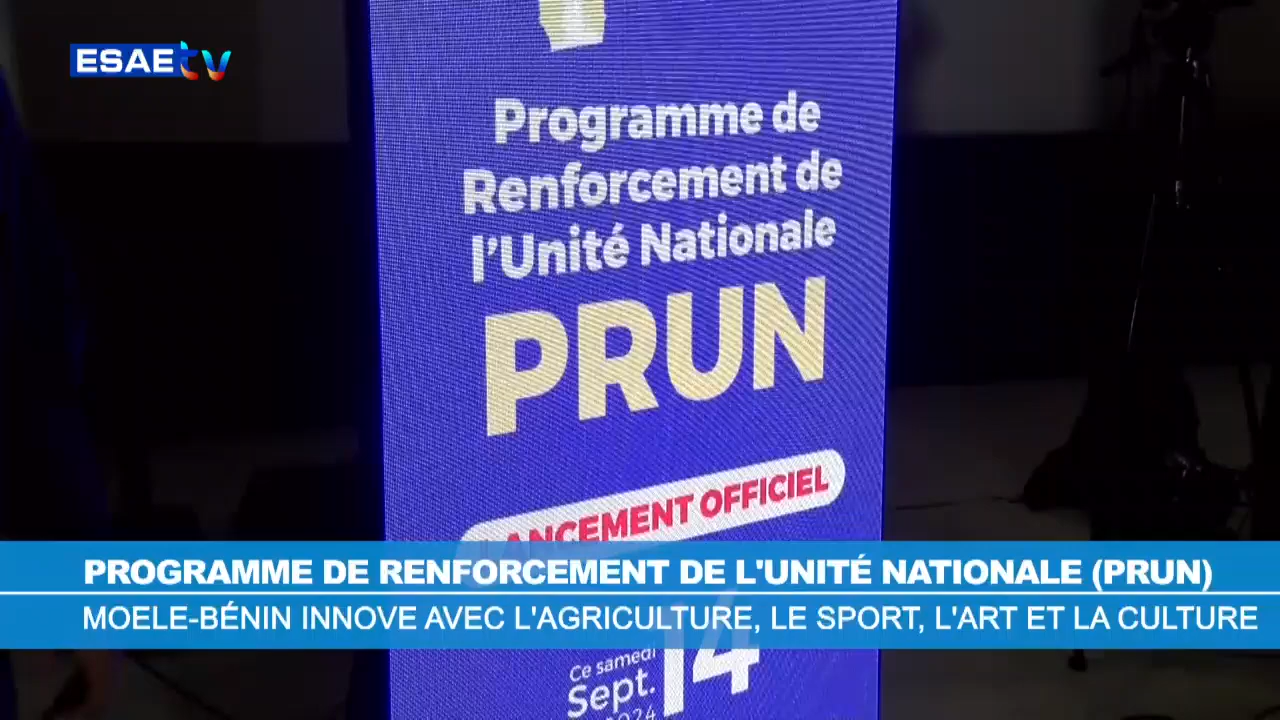 ESAE tv
Programme de
Renforcement de
l'Unité Nationale
PRUN
LANCEMENT OFFICIEL
PROGRAMME DE RENFORCEMENT DE L'UNITÉ NATIONALE (PRUN)
MOELE-BÉNIN INNOVE AVEC L'AGRICULTURE, LE SPORT, L'ART ET LA CULTURE
Ce samedi
Sept. 14
2024